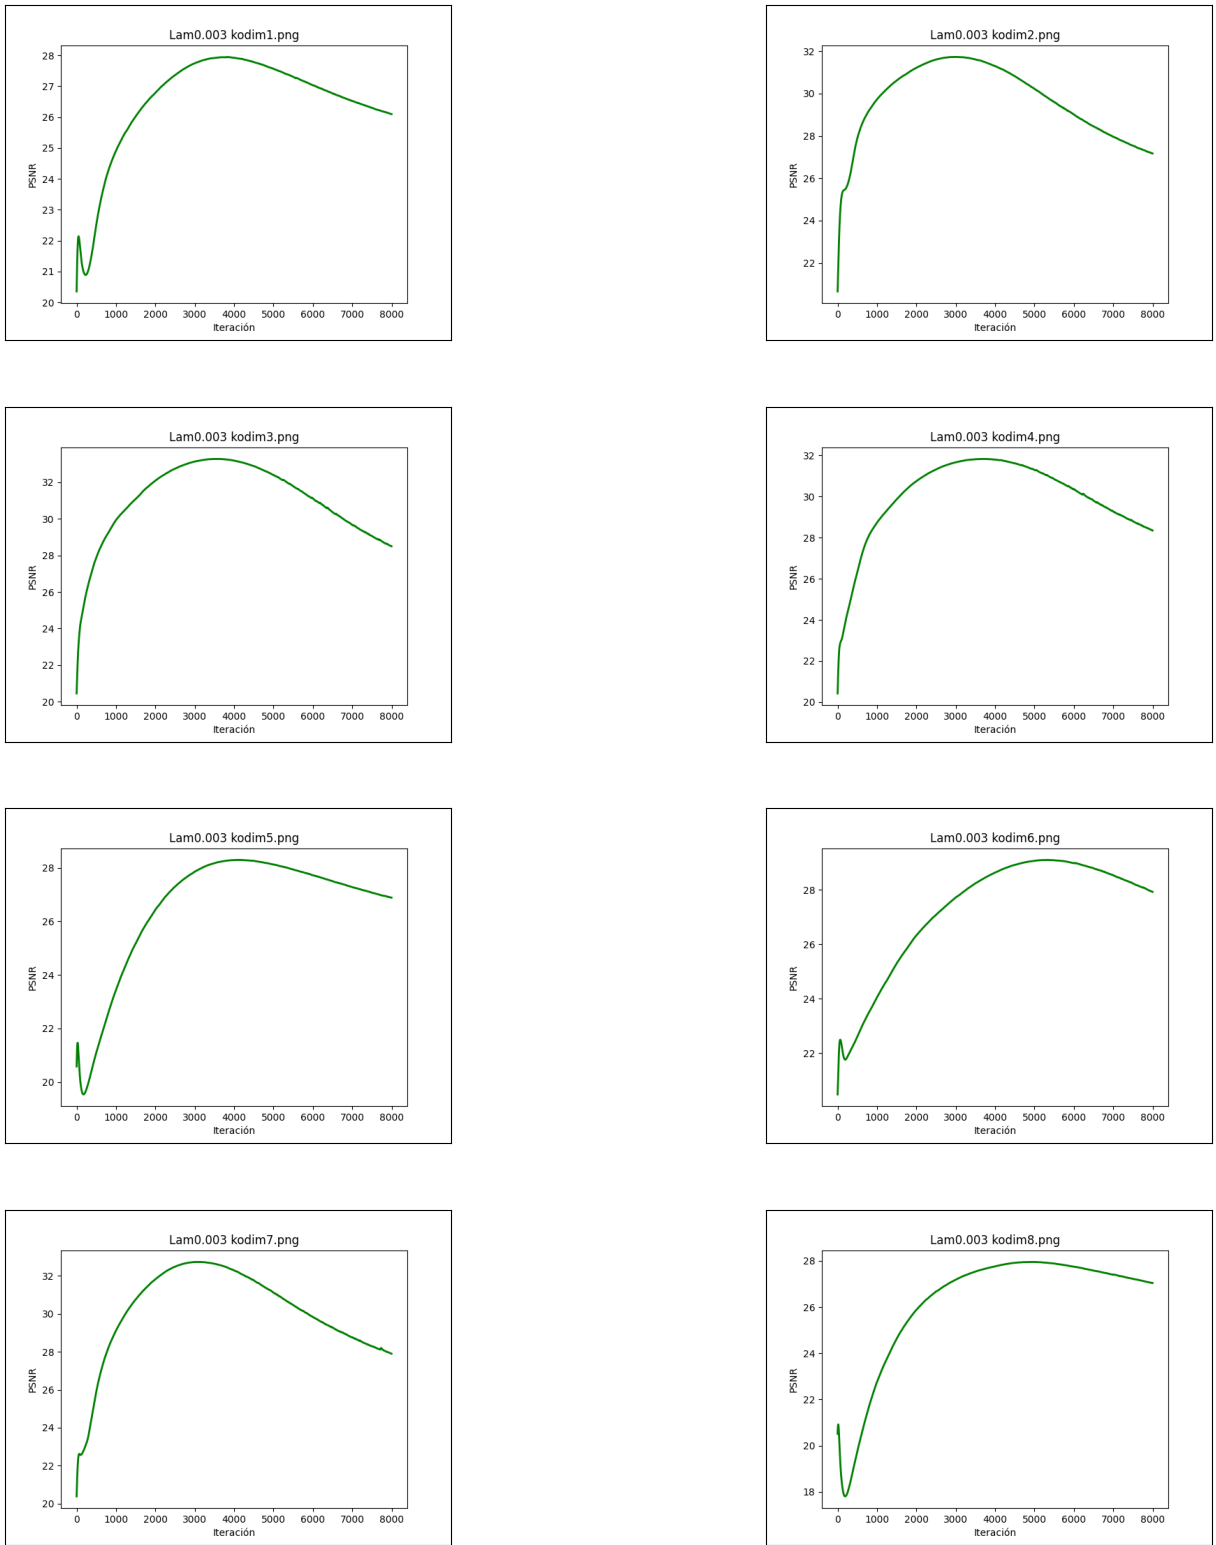 Lam0.003 kodim1.png
28
27
26
25
24
23
22
21
20
PSNR
0 1000 2000 3000 4000 5000 6000 7000 8000
Iteración
Lam0.003 kodim2.png
32
30
28
26
24
22
PSNR
0 1000 2000 3000 4000 5000 6000 7000 8000
Iteración
Lam0.003 kodim3.png
32
30
28
26
24
22
20
PSNR
0 1000 2000 3000 4000 5000 6000 7000 8000
Iteración
Lam0.003 kodim4.png
32
30
28
26
24
22
20
PSNR
0 1000 2000 3000 4000 5000 6000 7000 8000
Iteración
Lam0.003 kodim5.png
28
26
24
22
20
PSNR
0 1000 2000 3000 4000 5000 6000 7000 8000
Iteración
Lam0.003 kodim6.png
28
26
24
22
PSNR
0 1000 2000 3000 4000 5000 6000 7000 8000
Iteración
Lam0.003 kodim7.png
32
30
28
26
24
22
20
PSNR
0 1000 2000 3000 4000 5000 6000 7000 8000
Iteración
Lam0.003 kodim8.png
28
26
24
22
20
18
PSNR
0 1000 2000 3000 4000 5000 6000 7000 8000
Iteración